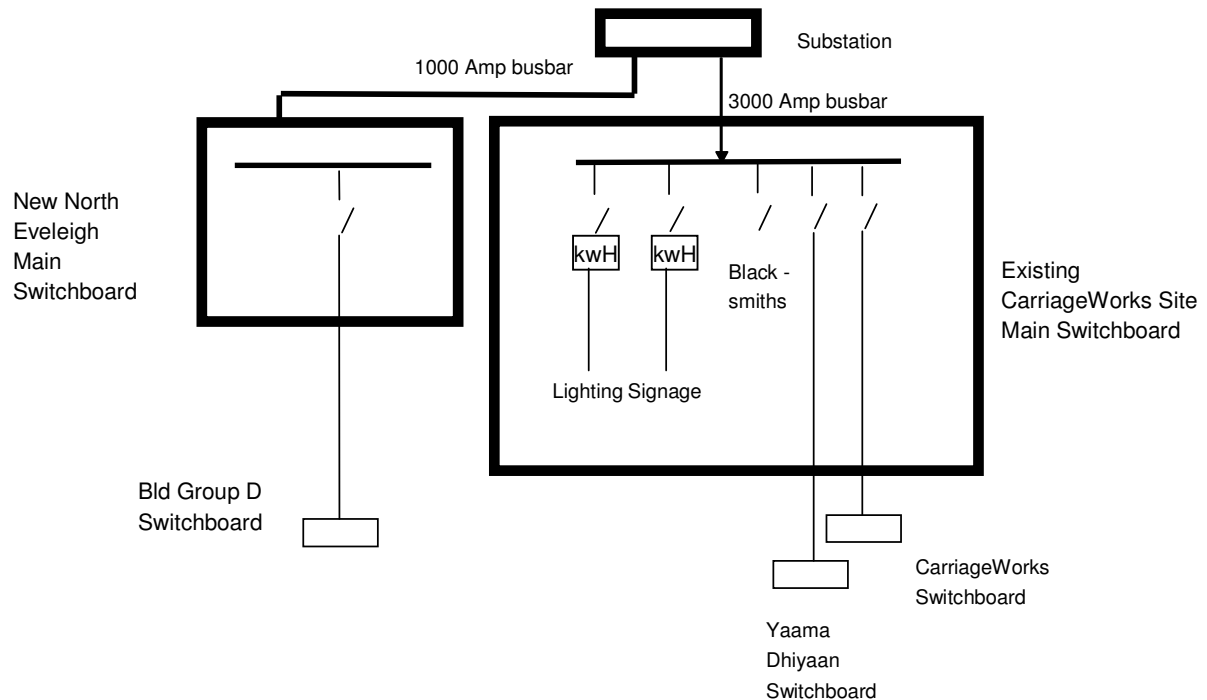 Substation
1000 Amp busbar
3000 Amp busbar
New North
Eveleigh
Main
Switchboard
kwH
kwH
Black -
smiths
Existing
CarriageWorks Site
Main Switchboard
Lighting Signage
Bld Group D
Switchboard
CarriageWorks
Switchboard
Yaama
Dhiyaan
Switchboard